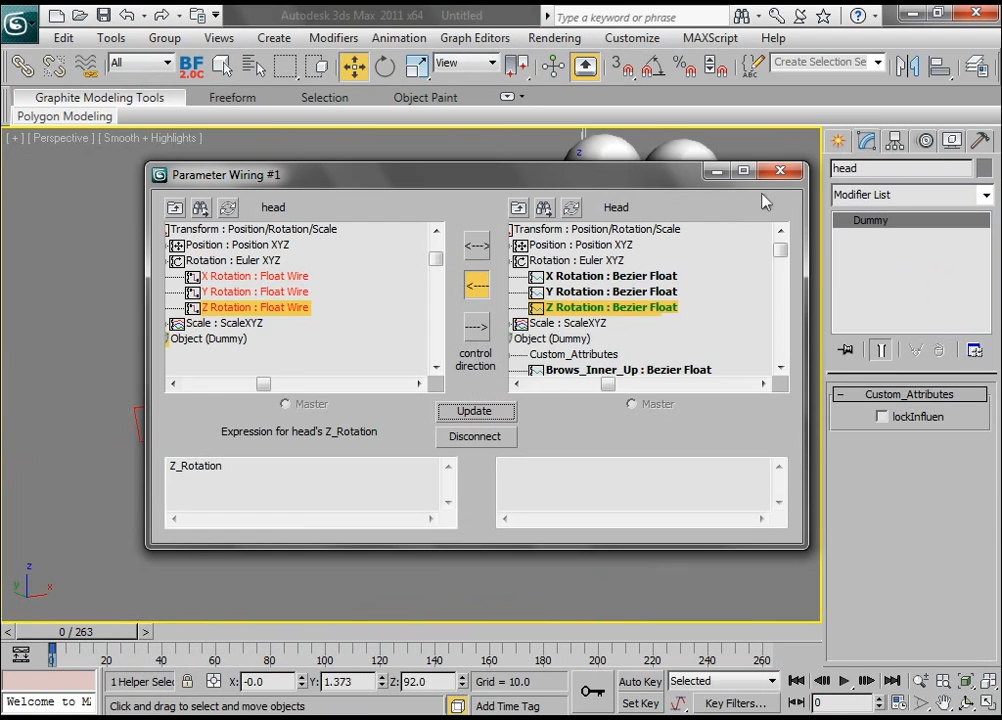 Autodesk 3ds Max 2011 x64 Untitled
Type a keyword or phrase
Edit Tools Group Views Create Modifiers Animation Graph Editors Rendering Customize MAXScript Help
All BF 2.0C View 3 Create Selection Se
Graphite Modeling Tools Freeform Selection Object Paint
Polygon Modeling
[ + ] [ Perspective ] [ Smooth + Highlights ]
z
Parameter Wiring #1
head
Modifier List
Dummy
head Head
Transform : Position/Rotation/Scale
Position : Position XYZ
Rotation : Euler XYZ
X Rotation : Float Wire
Y Rotation : Float Wire
Z Rotation : Float Wire
Scale : ScaleXYZ
Object (Dummy)
<--->
<----
---->
control
direction
Transform : Position/Rotation/Scale
Position : Position XYZ
Rotation : Euler XYZ
X Rotation : Bezier Float
Y Rotation : Bezier Float
Z Rotation : Bezier Float
Scale : ScaleXYZ
Object (Dummy)
Custom_Attributes
Brows_Inner_Up : Bezier Float
Master Master
Update
Expression for head's Z_Rotation
Disconnect
Z_Rotation
Custom_Attributes
lockInfluen
z
y x
< 0 / 263 >
0 20 40 60 80 100 120 140 160 180 200 220 240 260
1 Helper Selec X: -0.0 Y: 1.373 Z: 92.0 Grid = 10.0 Auto Key Selected
Welcome to M Click and drag to select and move objects Add Time Tag Set Key Key Filters... 0